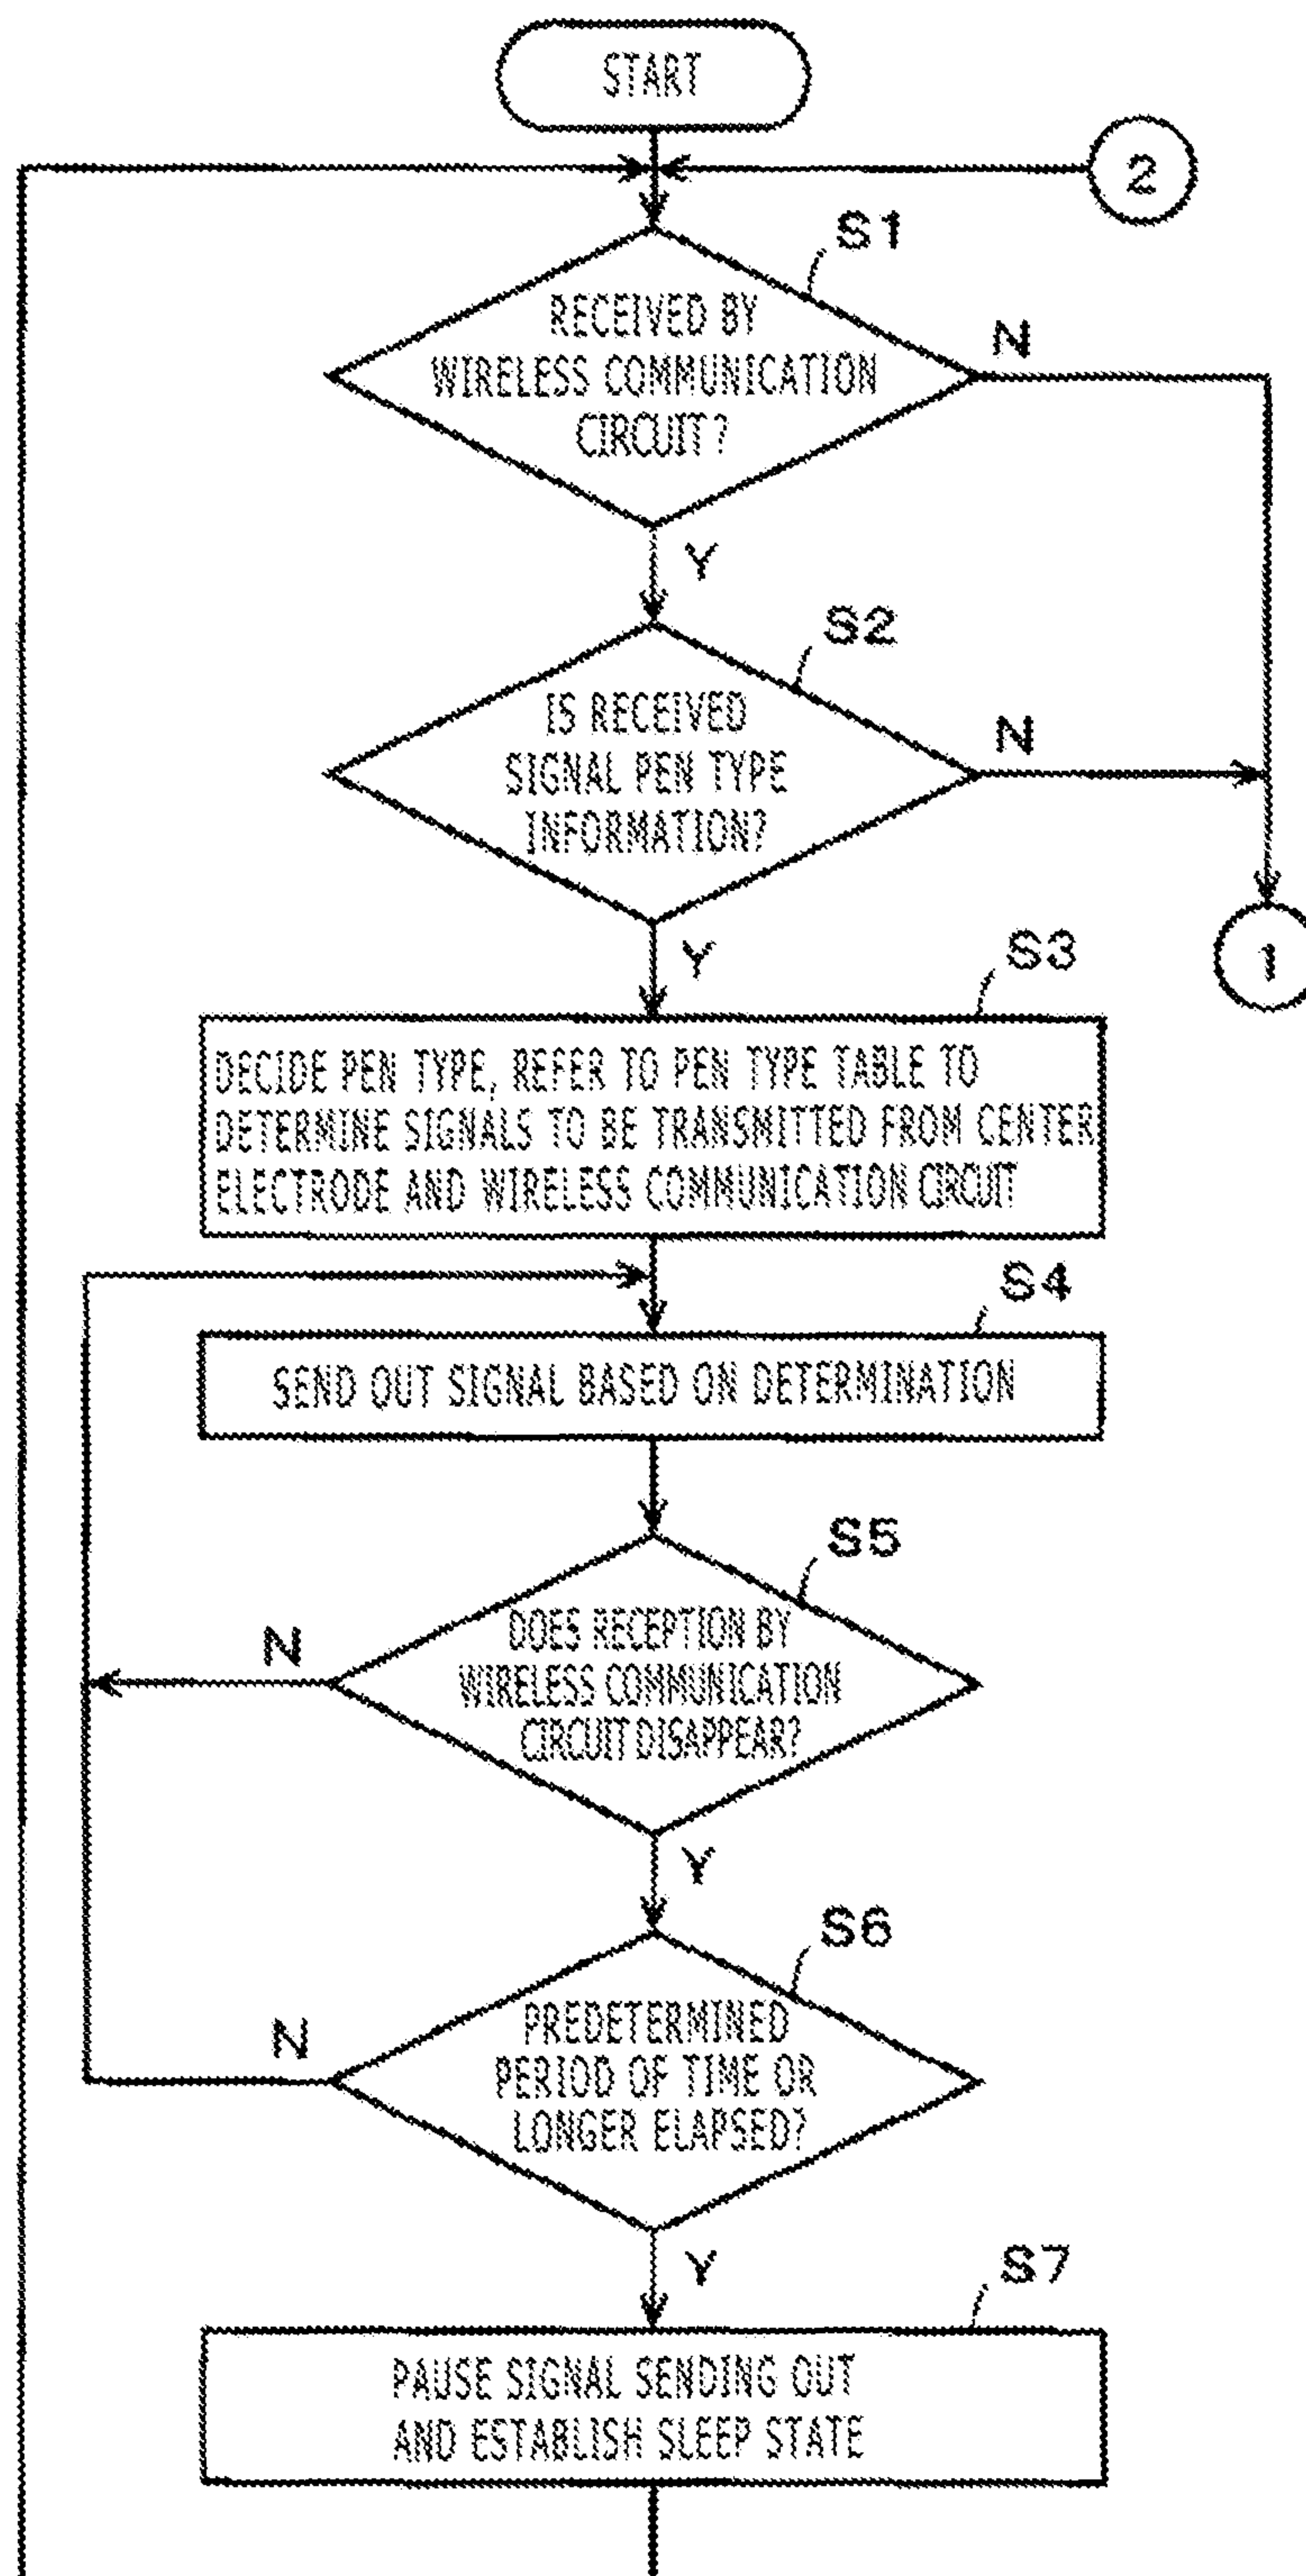 START
2
S1
RECEIVED BY
WIRELESS COMMUNICATION
CIRCUIT?
N
Y
S2
IS RECEIVED
SIGNAL PEN TYPE
INFORMATION?
N
Y
1
S3
DECIDE PEN TYPE, REFER TO PEN TYPE TABLE TO
DETERMINE SIGNALS TO BE TRANSMITTED FROM CENTER
ELECTRODE AND WIRELESS COMMUNICATION CIRCUIT
S4
SEND OUT SIGNAL BASED ON DETERMINATION
S5
DOES RECEPTION BY
WIRELESS COMMUNICATION
CIRCUIT DISAPPEAR?
N
Y
S6
PREDETERMINED
PERIOD OF TIME OR
LONGER ELAPSED?
N
Y
S7
PAUSE SIGNAL SENDING OUT
AND ESTABLISH SLEEP STATE